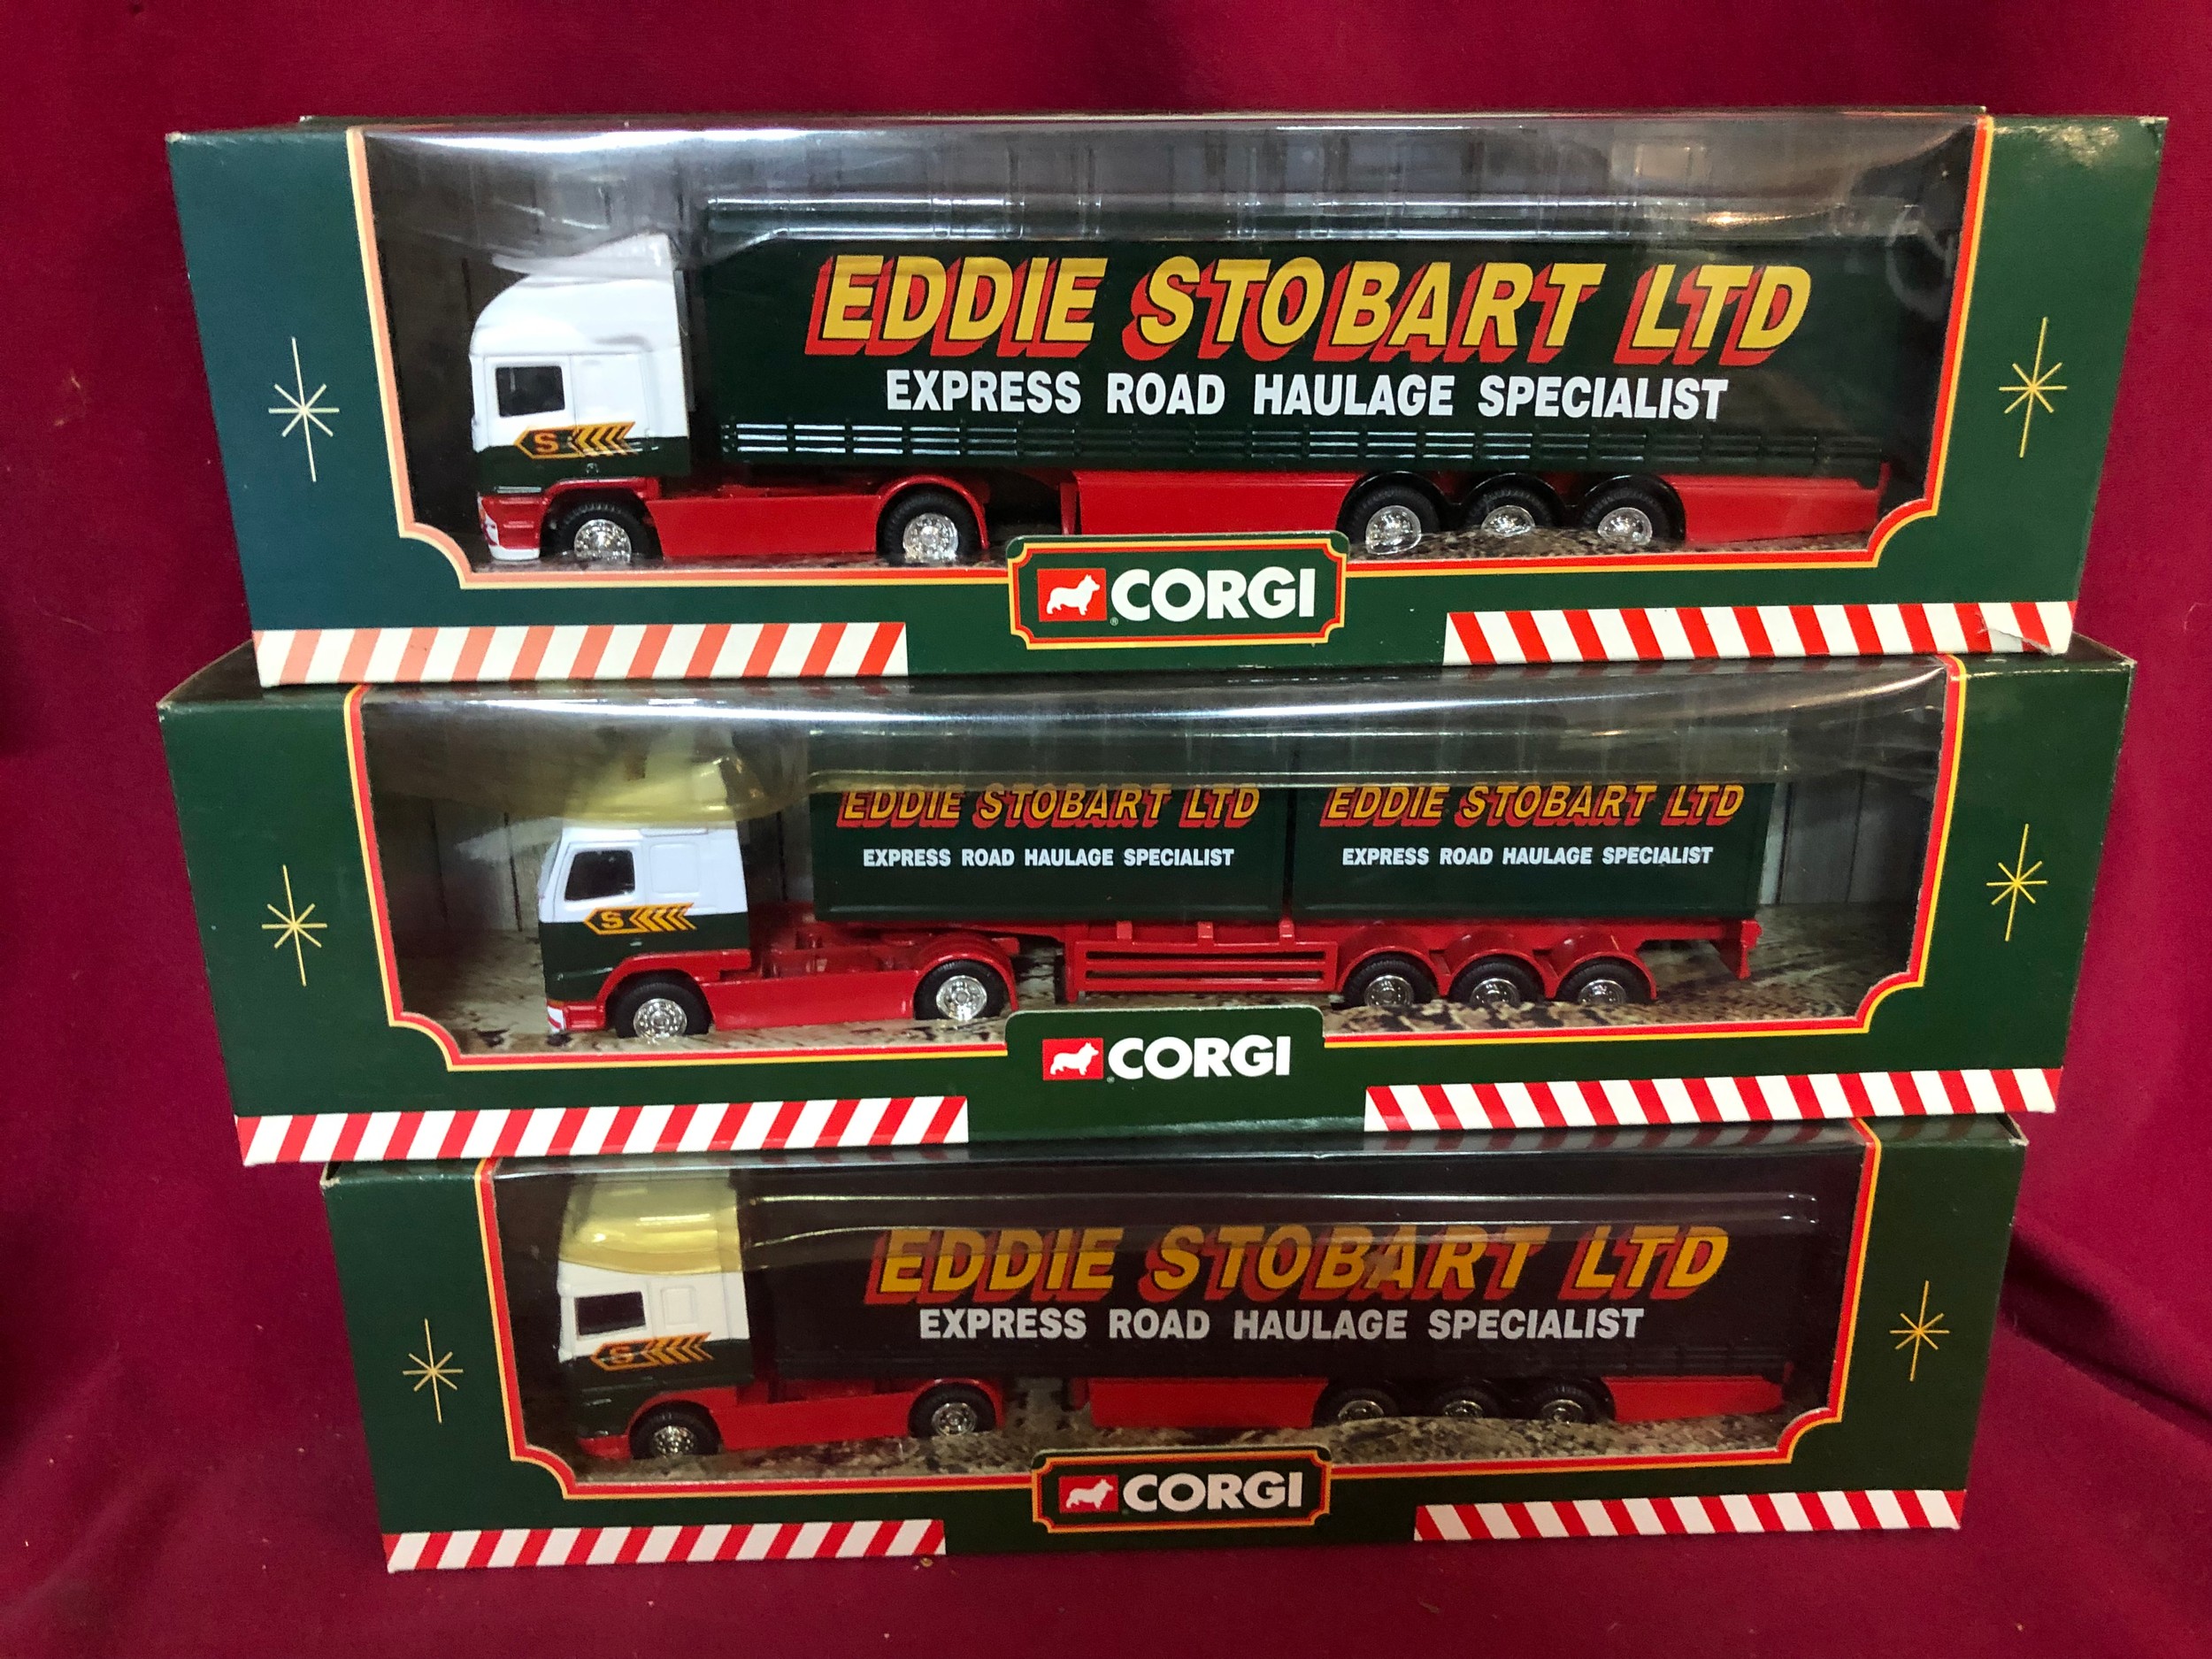 EDDIE STOBART LTD
EXPRESS ROAD HAULAGE SPECIALIST
S
CORGI
EDDIE STOBART LTD EDDIE STOBART LTD
EXPRESS ROAD HAULAGE SPECIALIST EXPRESS ROAD HAULAGE SPECIALIST
S
CORGI
EDDIE STOBART LTD
EXPRESS ROAD HAULAGE SPECIALIST
S
CORGI